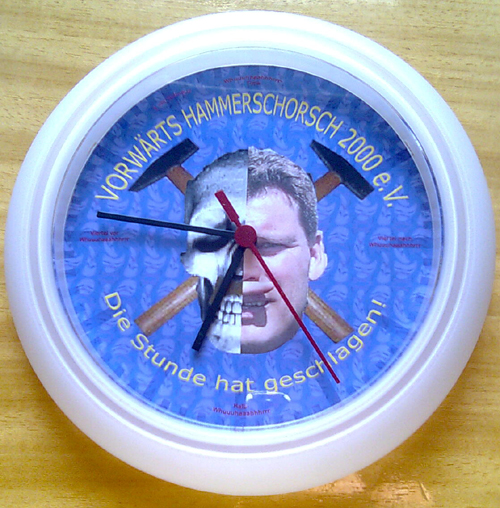 VORWÄRTS HAMMERSCHORSCH 2000 e.V.
Die Stunde hat geschlagen!